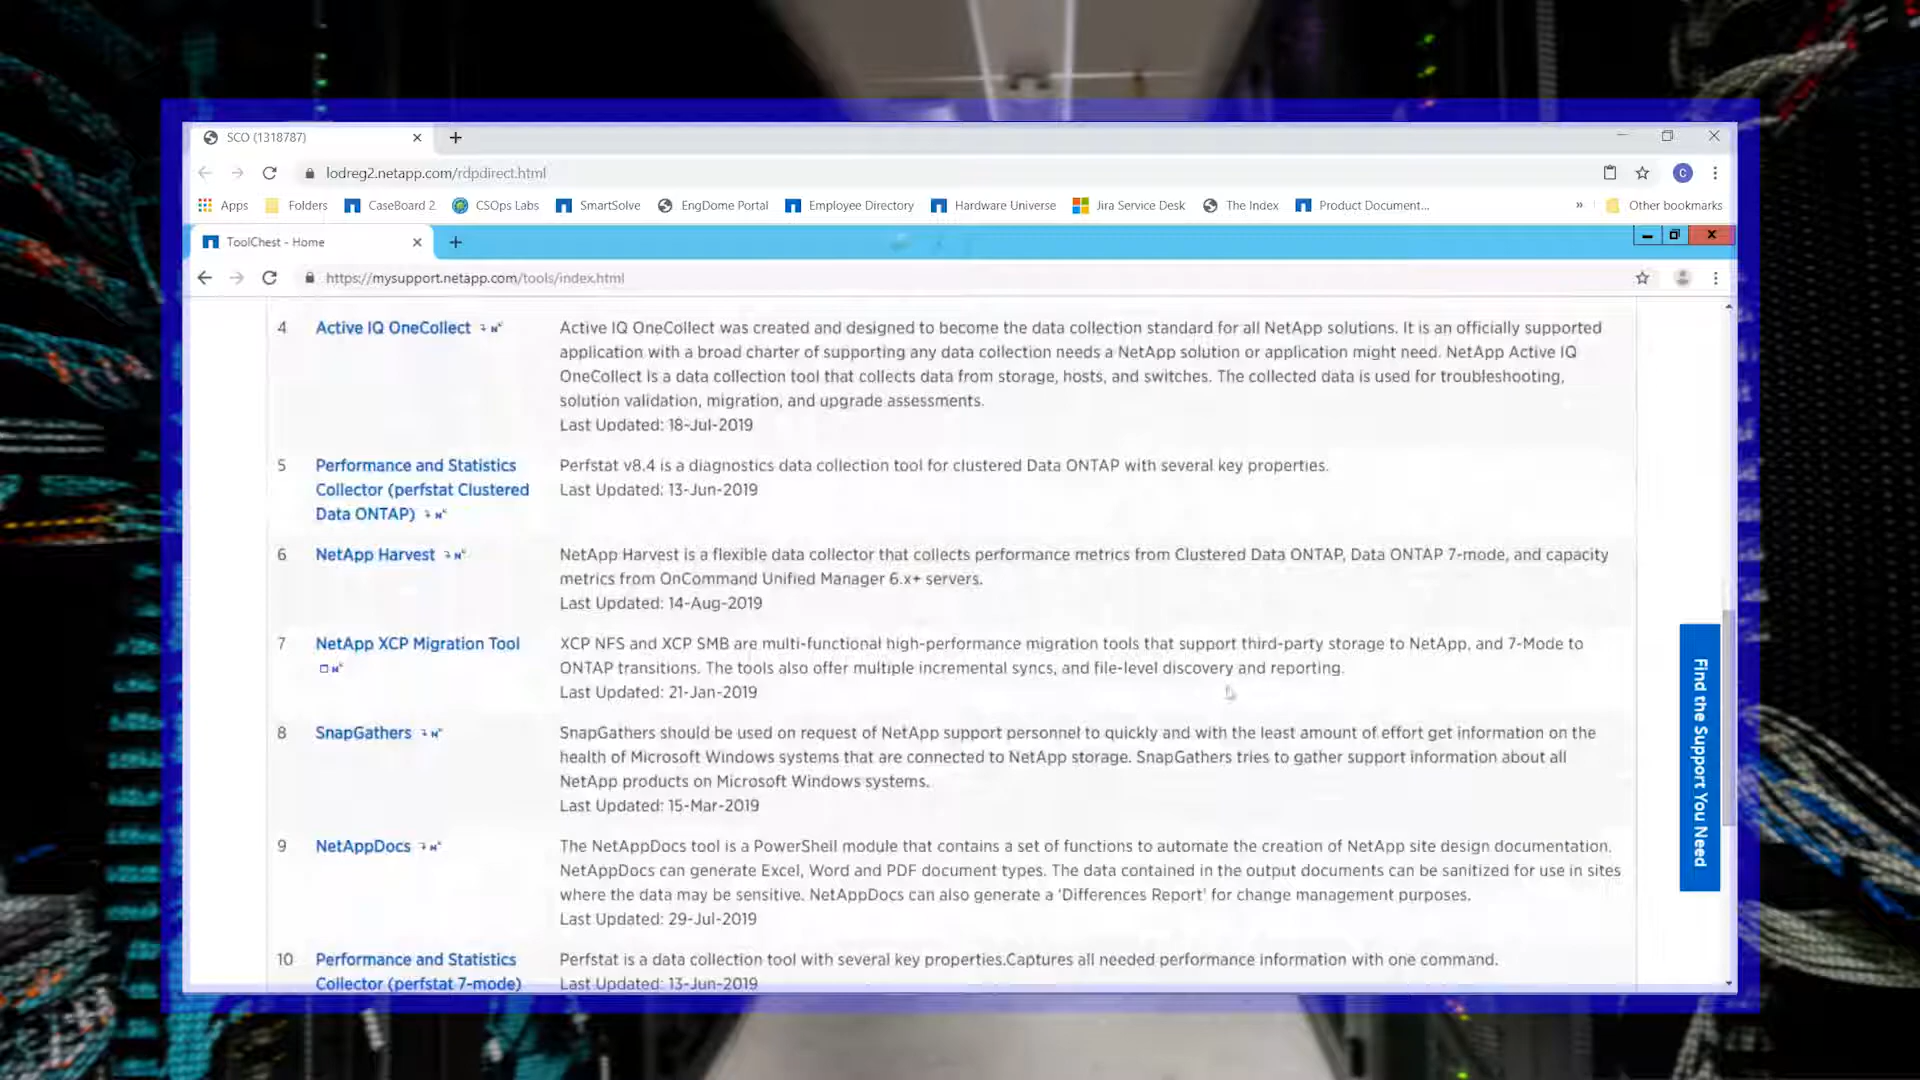 SCO (1318787)
lodreg2.netapp.com/rdpdirect.html
C
Apps Folders CaseBoard 2 CSOps Labs SmartSolve EngDome Portal Employee Directory Hardware Universe Jira Service Desk The Index Product Document... » Other bookmarks
ToolChest - Home
https://mysupport.netapp.com/tools/index.html
4 Active IQ OneCollect Active IQ OneCollect was created and designed to become the data collection standard for all NetApp solutions. It is an officially supported
application with a broad charter of supporting any data collection needs a NetApp solution or application might need. NetApp Active IQ
OneCollect is a data collection tool that collects data from storage, hosts, and switches. The collected data is used for troubleshooting,
solution validation, migration, and upgrade assessments.
Last Updated: 18-Jul-2019
5 Performance and Statistics Perfstat v8.4 is a diagnostics data collection tool for clustered Data ONTAP with several key properties.
Collector (perfstat Clustered Last Updated: 13-Jun-2019
Data ONTAP)
6 NetApp Harvest NetApp Harvest is a flexible data collector that collects performance metrics from Clustered Data ONTAP, Data ONTAP 7-mode, and capacity
metrics from OnCommand Unified Manager 6.x+ servers.
Last Updated: 14-Aug-2019
7 NetApp XCP Migration Tool XCP NFS and XCP SMB are multi-functional high-performance migration tools that support third-party storage to NetApp, and 7-Mode to
ONTAP transitions. The tools also offer multiple incremental syncs, and file-level discovery and reporting.
Last Updated: 21-Jan-2019
8 SnapGathers SnapGathers should be used on request of NetApp support personnel to quickly and with the least amount of effort get information on the
health of Microsoft Windows systems that are connected to NetApp storage. SnapGathers tries to gather support information about all
NetApp products on Microsoft Windows systems.
Last Updated: 15-Mar-2019
9 NetAppDocs The NetAppDocs tool is a PowerShell module that contains a set of functions to automate the creation of NetApp site design documentation.
NetAppDocs can generate Excel, Word and PDF document types. The data contained in the output documents can be sanitized for use in sites
where the data may be sensitive. NetAppDocs can also generate a 'Differences Report' for change management purposes.
Last Updated: 29-Jul-2019
10 Performance and Statistics Perfstat is a data collection tool with several key properties.Captures all needed performance information with one command.
Collector (perfstat 7-mode) Last Updated: 13-Jun-2019
Find the Support You Need